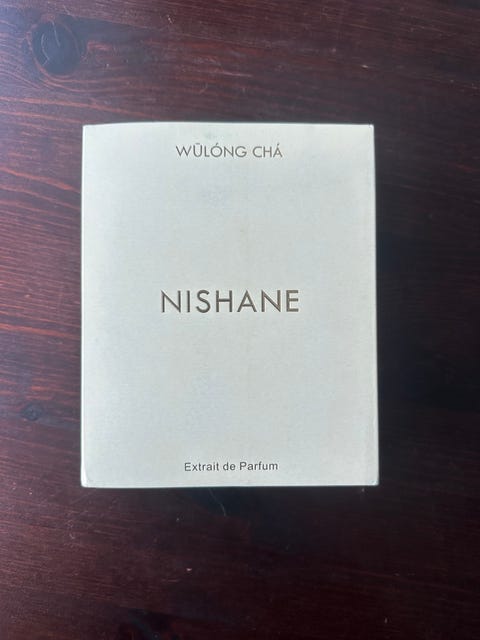 WŪLÓNG CHÁ
NISHANE
Extrait de Parfum